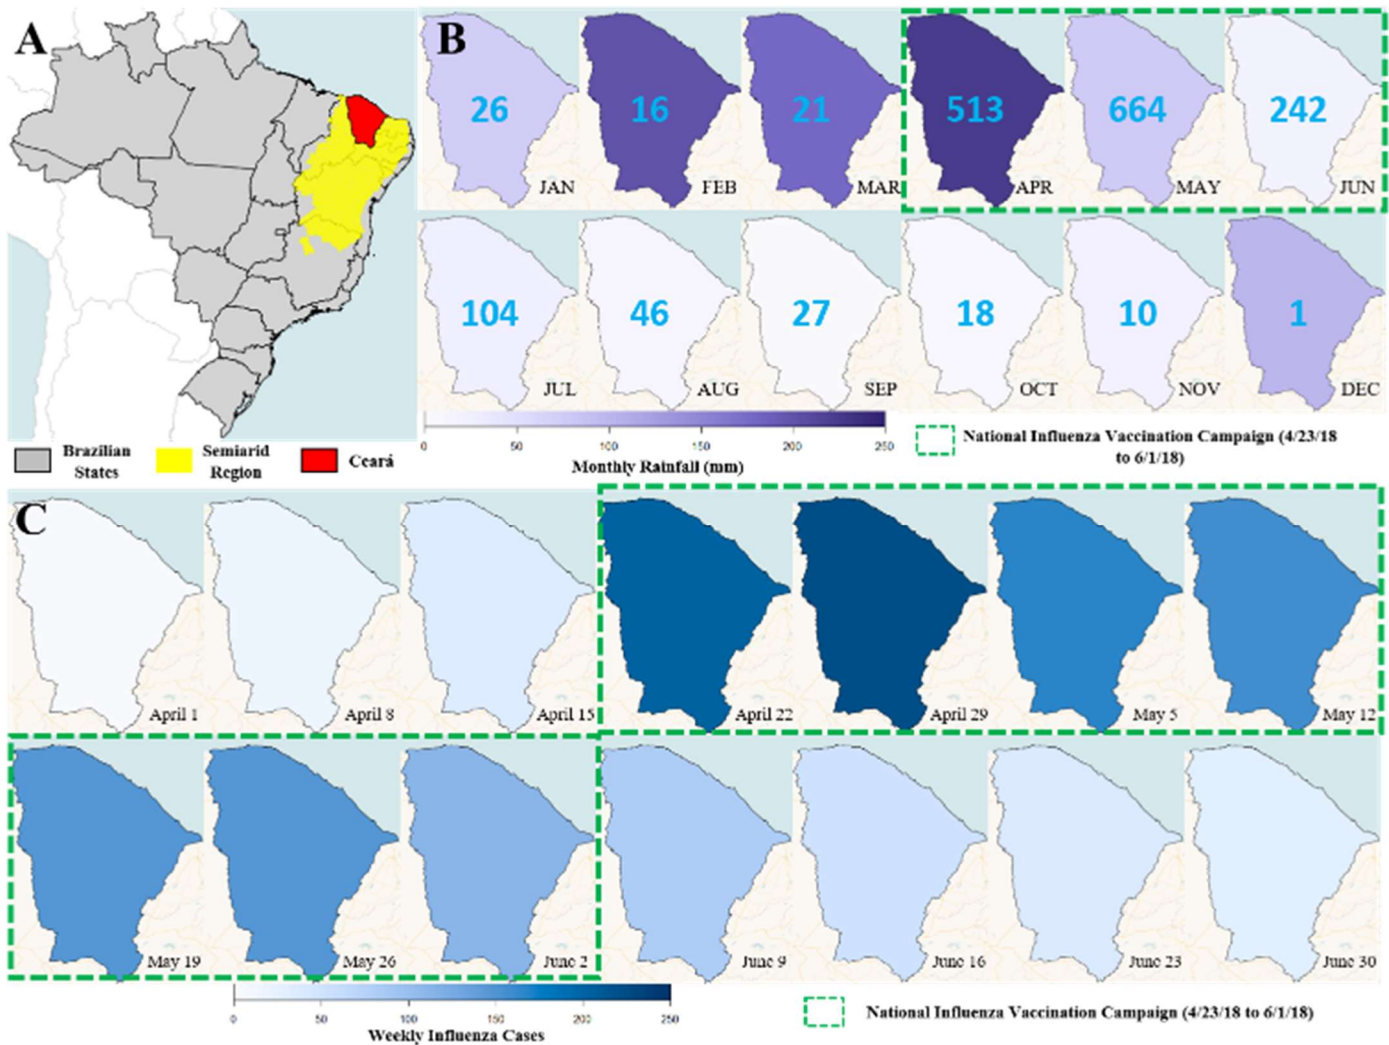 A
B
26
16
21
513
664
242
JAN
FEB
MAR
APR
MAY
JUN
104
46
27
18
10
1
JUL
AUG
SEP
OCT
NOV
DEC
0
50
100
150
200
250
Monthly Rainfall (mm)
National Influenza Vaccination Campaign (4/23/18
to 6/1/18)
Brazilian
States
Semiarid
Region
Ceará
C
April 1
April 8
April 15
April 22
April 29
May 5
May 12
May 19
May 26
June 2
June 9
June 16
June 23
June 30
0
50
100
150
200
250
Weekly Influenza Cases
National Influenza Vaccination Campaign (4/23/18 to 6/1/18)